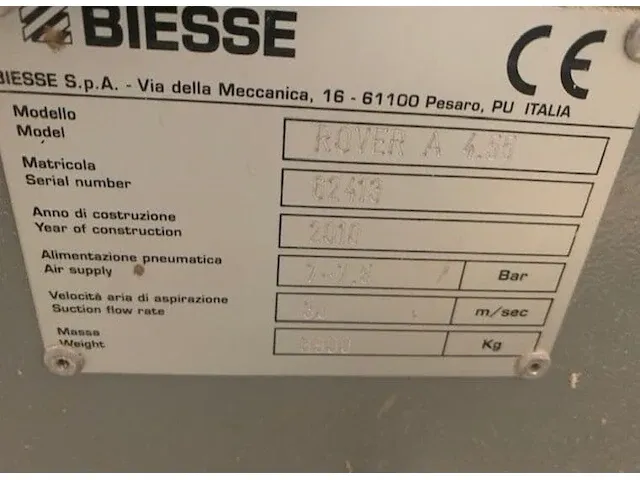 BIESSE
CE
BIESSE S.p.A. - Via della Meccanica, 16 - 61100 Pesaro, PU ITALIA
Modello
Model
ROVER A 4.35
Matricola
Serial number
62413
Anno di costruzione
Year of construction
2010
Alimentazione pneumatica
Air supply
/
Bar
Velocità aria di aspirazione
Suction flow rate
m/sec
Massa
Weight
Kg